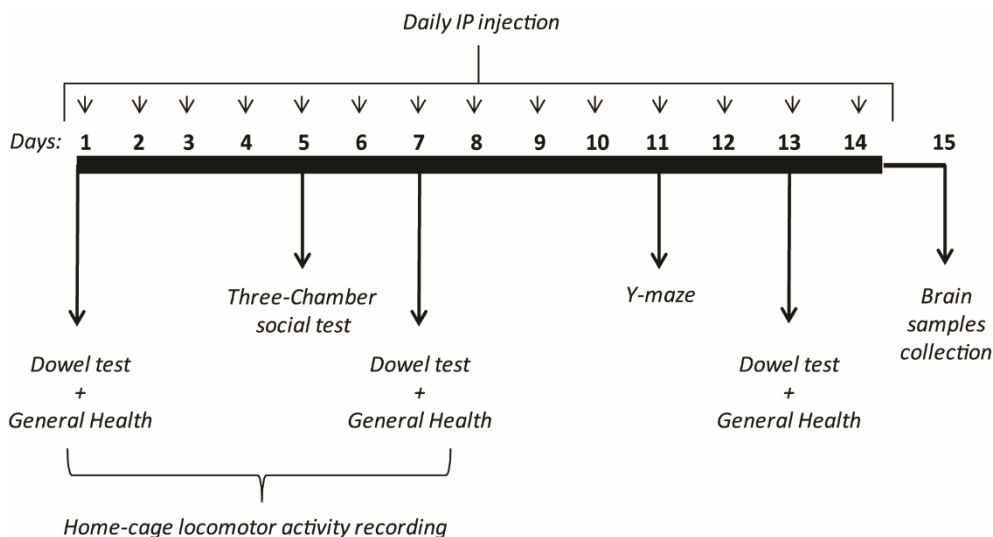 Daily IP injection
Days: 1 2 3 4 5 6 7 8 9 10 11 12 13 14 15
Three-Chamber
social test
Y-maze
Brain
samples
collection
Dowel test
+
General Health
Dowel test
+
General Health
Dowel test
+
General Health
Home-cage locomotor activity recording